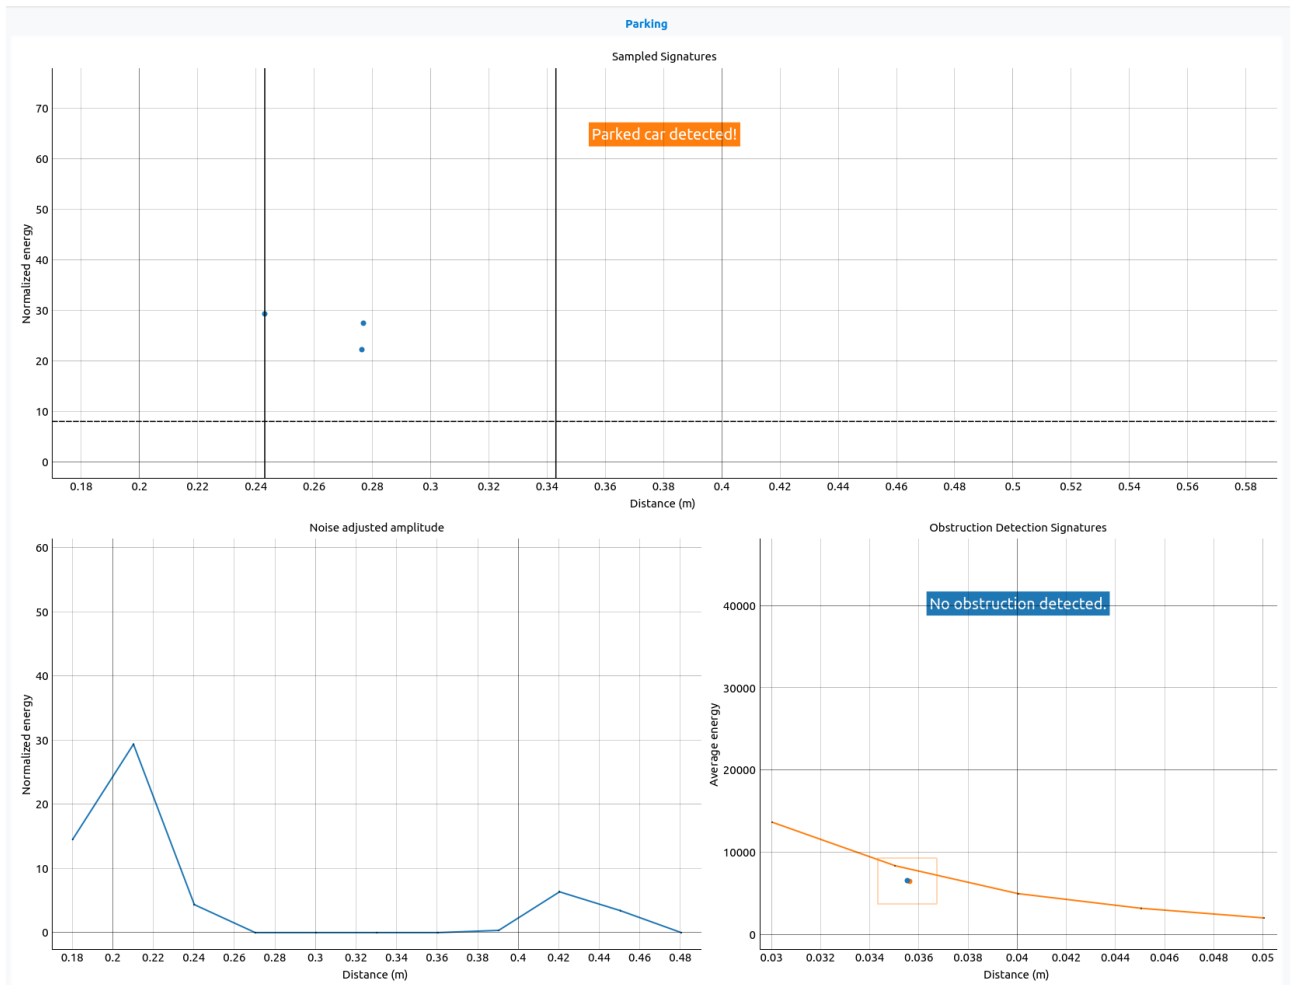 Parking
Sampled Signatures
Parked car detected!
Normalized energy
70
60
50
40
30
20
10
0
0.18 0.2 0.22 0.24 0.26 0.28 0.3 0.32 0.34 0.36 0.38 0.4 0.42 0.44 0.46 0.48 0.5 0.52 0.54 0.56 0.58
Distance (m)
Noise adjusted amplitude
Normalized energy
60
50
40
30
20
10
0
0.18 0.2 0.22 0.24 0.26 0.28 0.3 0.32 0.34 0.36 0.38 0.4 0.42 0.44 0.46 0.48
Distance (m)
Obstruction Detection Signatures
No obstruction detected.
Average energy
40000
30000
20000
10000
0
0.03 0.032 0.034 0.036 0.038 0.04 0.042 0.044 0.046 0.048 0.05
Distance (m)